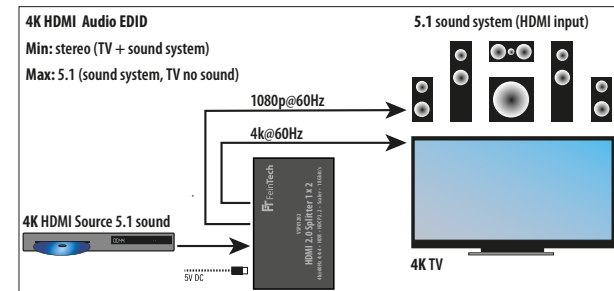 4K HDMI Audio EDID
Min: stereo (TV + sound system)
Max: 5.1 (sound system, TV no sound)
5.1 sound system (HDMI input)
1080p@60Hz
4k@60Hz
4K HDMI Source 5.1 sound
5V DC
FeinTech
HDMI 2.0 Splitter 1 x 2
4K TV